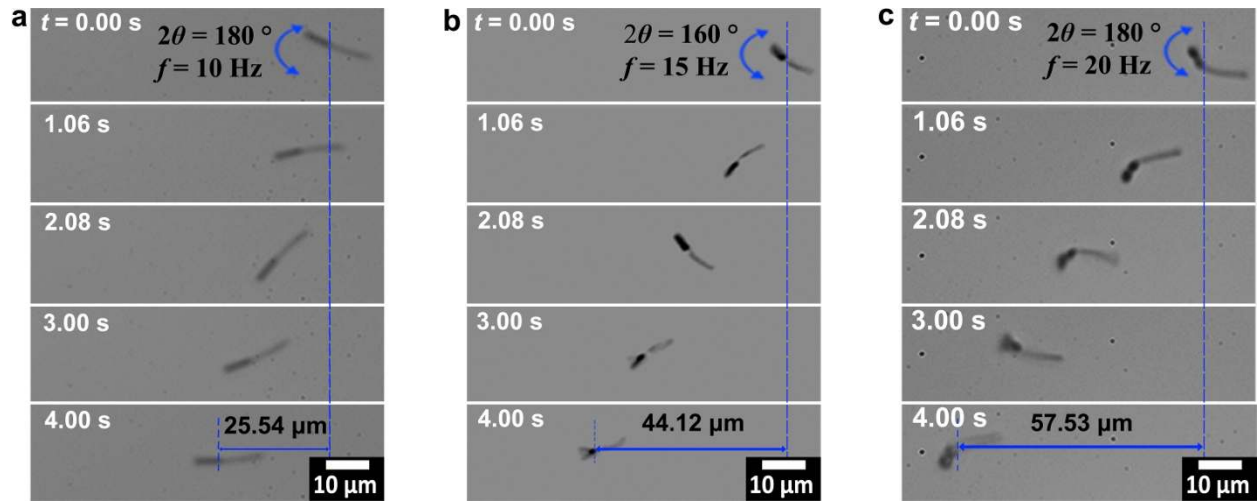 a
t = 0.00 s
2θ = 180 °
f = 10 Hz
1.06 s
2.08 s
3.00 s
4.00 s
25.54 μm
10 μm
b
t = 0.00 s
2θ = 160 °
f = 15 Hz
1.06 s
2.08 s
3.00 s
4.00 s
44.12 μm
10 μm
c
t = 0.00 s
2θ = 180 °
f = 20 Hz
1.06 s
2.08 s
3.00 s
4.00 s
57.53 μm
10 μm